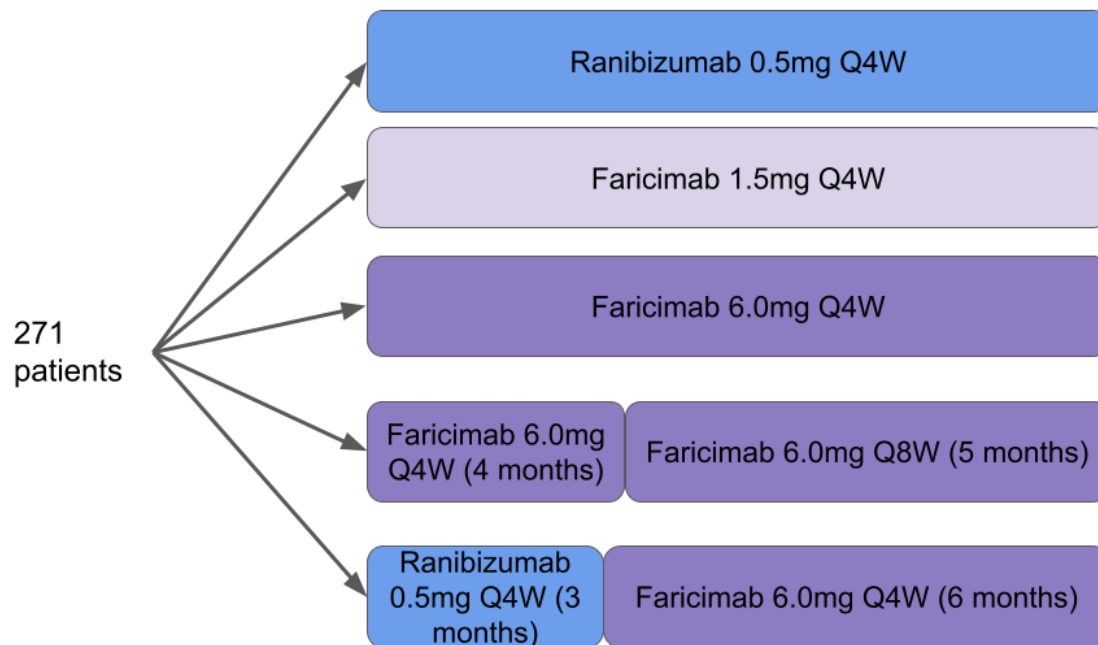 Ranibizumab 0.5mg Q4W
Faricimab 1.5mg Q4W
Faricimab 6.0mg Q4W
271
patients
Faricimab 6.0mg
Q4W (4 months)
Faricimab 6.0mg Q8W (5 months)
Ranibizumab
0.5mg Q4W (3
months)
Faricimab 6.0mg Q4W (6 months)